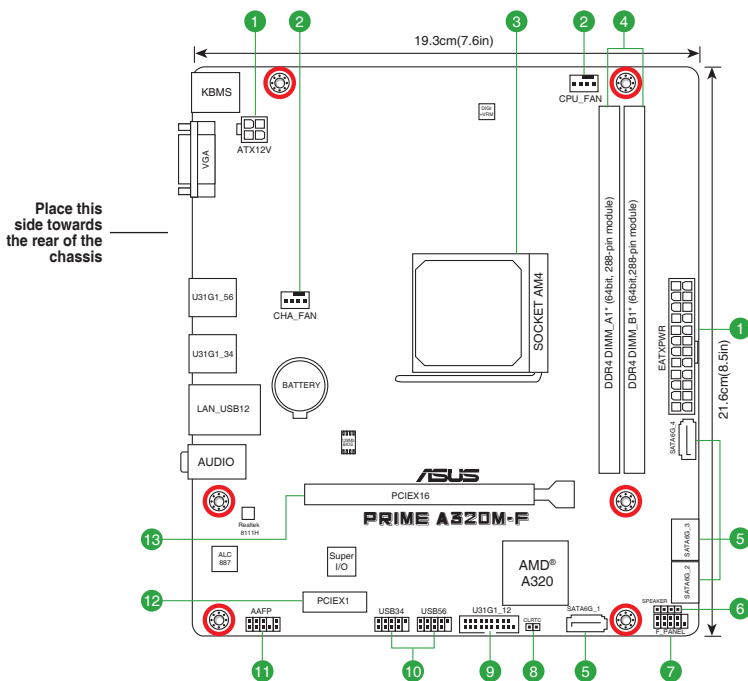 1
2
3
2
4
19.3cm(7.6in)
KBMS
ATX12V
DIGI
+VRM
CPU_FAN
VGA
Place this
side towards
the rear of the
chassis
DDR4 DIMM_A1* (64bit, 288-pin module)
DDR4 DIMM_B1* (64bit,288-pin module)
SOCKET AM4
U31G1_56
CHA_FAN
EATXPWR
1
21.6cm(8.5in)
U31G1_34
BATTERY
LAN_USB12
SATA6G_4
AUDIO
ASUS
PCIEX16
PRIME A320M-F
13
Realtek
8111H
5
SATA6G_3
ALC
887
Super
I/O
AMD®
A320
SATA6G_2
12
PCIEX1
SPEAKER
6
AAFP
USB34
USB56
U31G1_12
CLRTC
SATA6G_1
F_PANEL
11
10
9
8
5
7